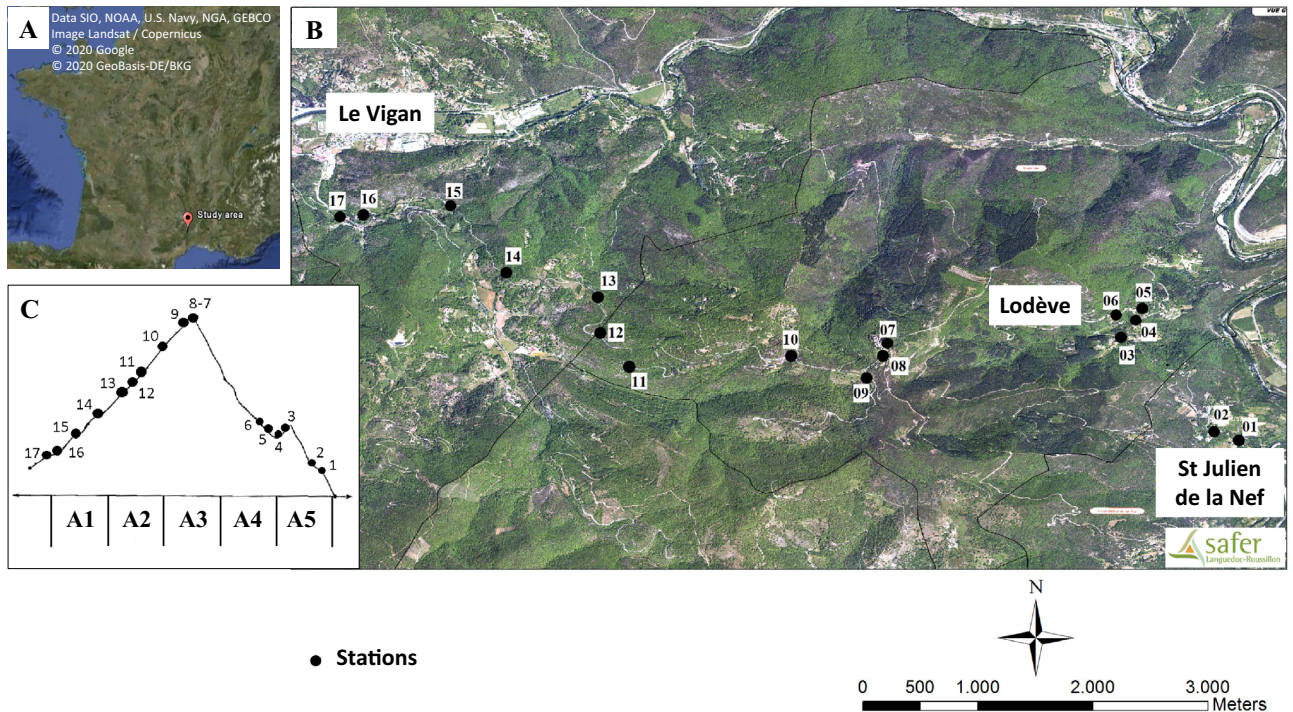 A
Data SIO, NOAA, U.S. Navy, NGA, GEBCO
Image Landsat / Copernicus
© 2020 Google
© 2020 GeoBasis-DE/BKG
Study area
B
Le Vigan
17
16
15
14
13
12
11
10
07
08
09
Lodève
06
05
04
03
02
01
St Julien
de la Nef
safer
Languedoc-Roussillon
C
8-7
9
10
11
12
13
14
15
16
17
6
5
4
3
2
1
A1
A2
A3
A4
A5
Stations
N
0
500
1.000
2.000
3.000
Meters